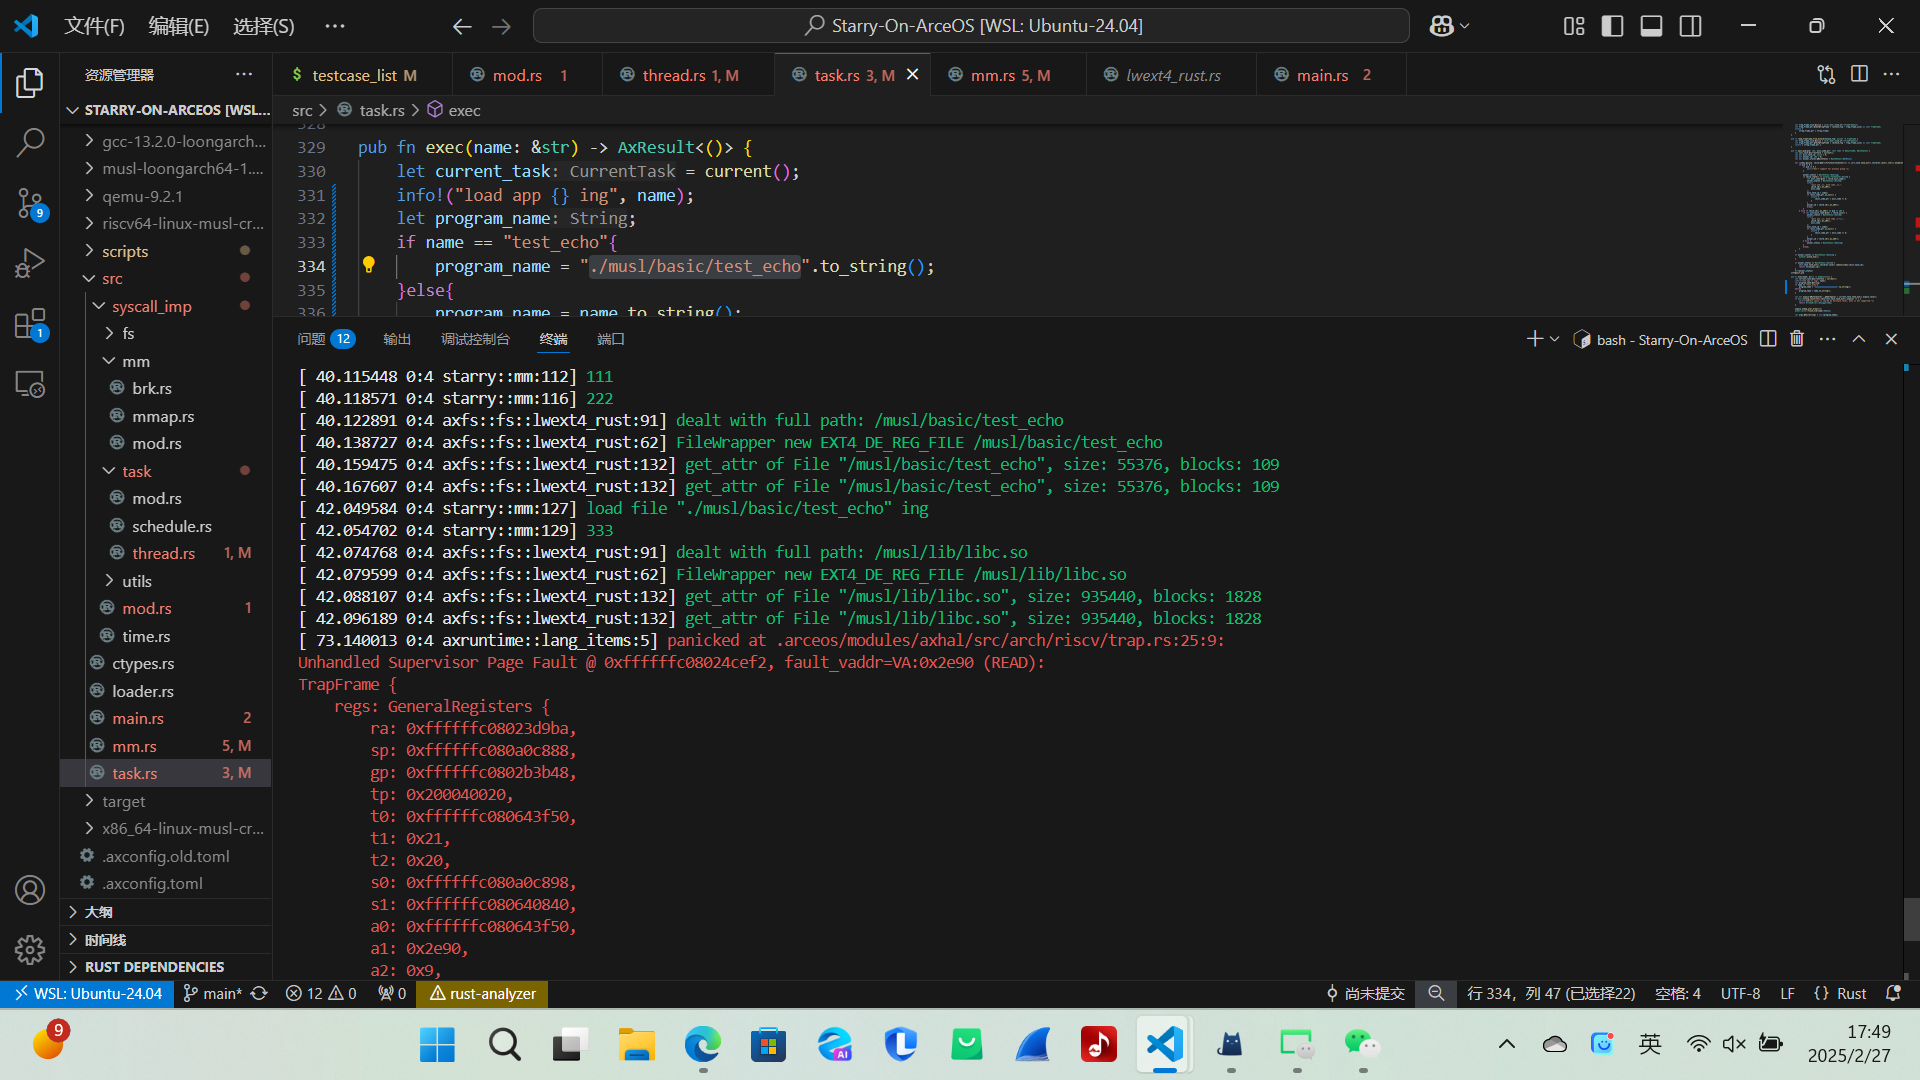 文件(F) 编辑(E) 选择(S) ···
Starry-On-ArceOS [WSL: Ubuntu-24.04]
资源管理器 ···
testcase_list M
mod.rs 1
thread.rs 1, M
task.rs 3, M
mm.rs 5, M
lwext4_rust.rs
main.rs 2
src > task.rs > exec
STARRY-ON-ARCEOS [WSL...
gcc-13.2.0-loongarch...
musl-loongarch64-1....
qemu-9.2.1
riscv64-linux-musl-cr...
scripts
src
syscall_imp
fs
mm
brk.rs
mmap.rs
mod.rs
task
mod.rs
schedule.rs
thread.rs 1, M
utils
mod.rs 1
time.rs
ctypes.rs
loader.rs
main.rs 2
mm.rs 5, M
task.rs 3, M
target
x86_64-linux-musl-cr...
.axconfig.old.toml
.axconfig.toml
大纲
时间线
RUST DEPENDENCIES
9
1
328
329 pub fn exec(name: &str) -> AxResult<()> {
330 let current_task: CurrentTask = current();
331 info!("load app {} ing", name);
332 let program_name: String;
333 if name == "test_echo"{
334 program_name = "./musl/basic/test_echo".to_string();
335 }else{
336 program_name = name.to_string();
问题 12 输出 调试控制台 终端 端口
bash - Starry-On-ArceOS
[ 40.115448 0:4 starry::mm:112] 111
[ 40.118571 0:4 starry::mm:116] 222
[ 40.122891 0:4 axfs::fs::lwext4_rust:91] dealt with full path: /musl/basic/test_echo
[ 40.138727 0:4 axfs::fs::lwext4_rust:62] FileWrapper new EXT4_DE_REG_FILE /musl/basic/test_echo
[ 40.159475 0:4 axfs::fs::lwext4_rust:132] get_attr of File "/musl/basic/test_echo", size: 55376, blocks: 109
[ 40.167607 0:4 axfs::fs::lwext4_rust:132] get_attr of File "/musl/basic/test_echo", size: 55376, blocks: 109
[ 42.049584 0:4 starry::mm:127] load file "./musl/basic/test_echo" ing
[ 42.054702 0:4 starry::mm:129] 333
[ 42.074768 0:4 axfs::fs::lwext4_rust:91] dealt with full path: /musl/lib/libc.so
[ 42.079599 0:4 axfs::fs::lwext4_rust:62] FileWrapper new EXT4_DE_REG_FILE /musl/lib/libc.so
[ 42.088107 0:4 axfs::fs::lwext4_rust:132] get_attr of File "/musl/lib/libc.so", size: 935440, blocks: 1828
[ 42.096189 0:4 axfs::fs::lwext4_rust:132] get_attr of File "/musl/lib/libc.so", size: 935440, blocks: 1828
[ 73.140013 0:4 axruntime::lang_items:5] panicked at .arceos/modules/axhal/src/arch/riscv/trap.rs:25:9:
Unhandled Supervisor Page Fault @ 0xffffffc08024cef2, fault_vaddr=VA:0x2e90 (READ):
TrapFrame {
regs: GeneralRegisters {
ra: 0xffffffc08023d9ba,
sp: 0xffffffc080a0c888,
gp: 0xffffffc0802b3b48,
tp: 0x200040020,
t0: 0xffffffc080643f50,
t1: 0x21,
t2: 0x20,
s0: 0xffffffc080a0c898,
s1: 0xffffffc080640840,
a0: 0xffffffc080643f50,
a1: 0x2e90,
a2: 0x9,
WSL: Ubuntu-24.04 main* 12 0 0 rust-analyzer
尚未提交 行 334，列 47 (已选择22) 空格: 4 UTF-8 LF {} Rust
9
AI
英
17:49
2025/2/27